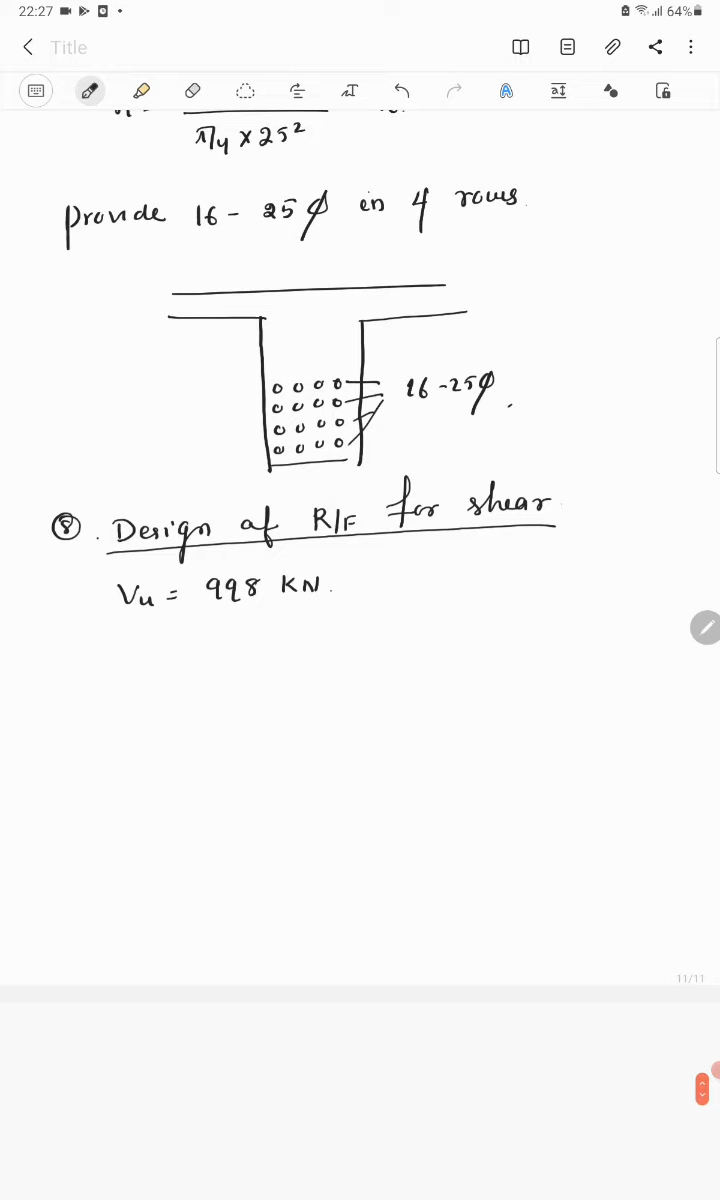 22:27 64%
Title
π/4 × 25²
provide 16 - 25ϕ in 4 rows.
16 - 25ϕ.
⑧. Design of R/F for shear
Vu = 998 KN.
11/11